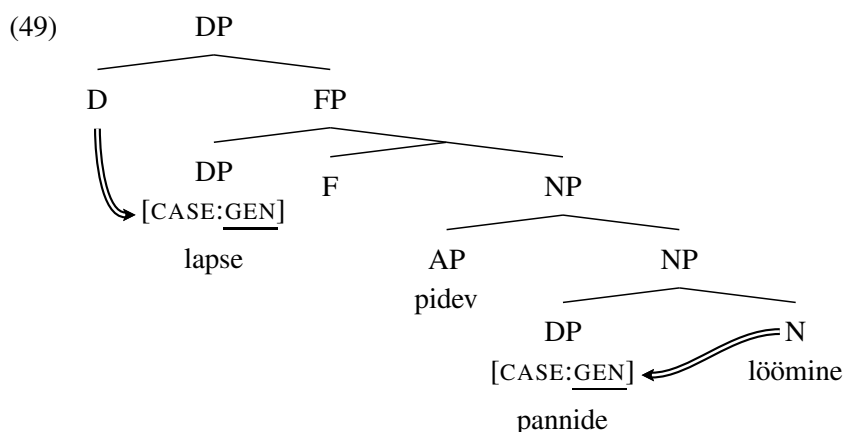 (49) DP
D FP
DP F NP
[CASE:GEN]
lapse AP NP
pidev
DP N
[CASE:GEN] löömine
pannide